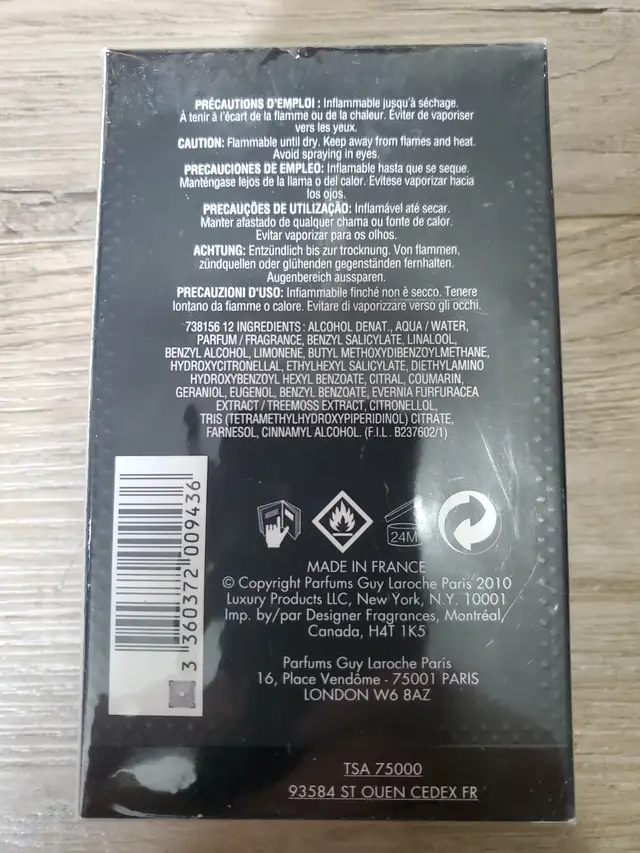 PRÉCAUTIONS D'EMPLOI : Inflammable jusqu'à séchage.
À tenir à l'écart de la flamme ou de la chaleur. Éviter de vaporiser
vers les yeux.
CAUTION: Flammable until dry. Keep away from flames and heat.
Avoid spraying in eyes.
PRECAUCIONES DE EMPLEO: Inflamable hasta que se seque.
Manténgase lejos de la llama o del calor. Evítese vaporizar hacia
los ojos.
PRECAUÇÕES DE UTILIZAÇÃO: Inflamável até secar.
Manter afastado de qualquer chama ou fonte de calor.
Evitar vaporizar para os olhos.
ACHTUNG: Entzündlich bis zur trocknung. Von flammen,
zündquellen oder glühenden gegenständen fernhalten.
Augenbereich aussparen.
PRECAUZIONI D'USO: Infiammabile finché non è secco. Tenere
lontano da fiamme o calore. Evitare di vaporizzare verso gli occhi.
738156 12 INGREDIENTS : ALCOHOL DENAT., AQUA / WATER,
PARFUM / FRAGRANCE, BENZYL SALICYLATE, LINALOOL,
BENZYL ALCOHOL, LIMONENE, BUTYL METHOXYDIBENZOYLMETHANE,
HYDROXYCITRONELLAL, ETHYLHEXYL SALICYLATE, DIETHYLAMINO
HYDROXYBENZOYL HEXYL BENZOATE, CITRAL, COUMARIN,
GERANIOL, EUGENOL, BENZYL BENZOATE, EVERNIA FURFURACEA
EXTRACT / TREEMOSS EXTRACT, CITRONELLOL,
TRIS (TETRAMETHYLHYDROXYPIPERIDINOL) CITRATE,
FARNESOL, CINNAMYL ALCOHOL. (F.I.L. B237602/1)
3 360372 009436
24M
MADE IN FRANCE
© Copyright Parfums Guy Laroche Paris 2010
Luxury Products LLC, New York, N.Y. 10001
Imp. by/par Designer Fragrances, Montréal,
Canada, H4T 1K5
Parfums Guy Laroche Paris
16, Place Vendôme - 75001 PARIS
LONDON W6 8AZ
TSA 75000
93584 ST OUEN CEDEX FR